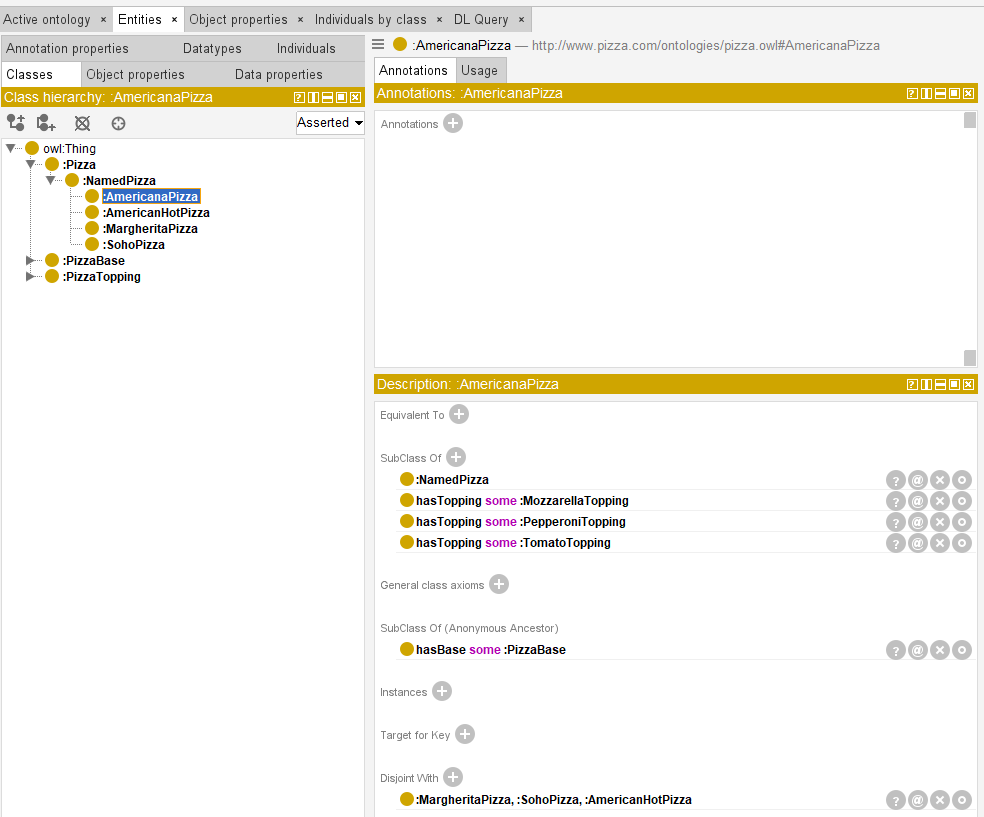 Active ontology × Entities × Object properties × Individuals by class × DL Query ×
Annotation properties Datatypes Individuals
Classes Object properties Data properties
Class hierarchy: :AmericanaPizza
Asserted
owl:Thing
:Pizza
:NamedPizza
:AmericanaPizza
:AmericanHotPizza
:MargheritaPizza
:SohoPizza
:PizzaBase
:PizzaTopping
:AmericanaPizza — http://www.pizza.com/ontologies/pizza.owl#AmericanaPizza
Annotations Usage
Annotations: :AmericanaPizza
Annotations
Description: :AmericanaPizza
Equivalent To
SubClass Of
:NamedPizza
hasTopping some :MozzarellaTopping
hasTopping some :PepperoniTopping
hasTopping some :TomatoTopping
General class axioms
SubClass Of (Anonymous Ancestor)
hasBase some :PizzaBase
Instances
Target for Key
Disjoint With
:MargheritaPizza, :SohoPizza, :AmericanHotPizza